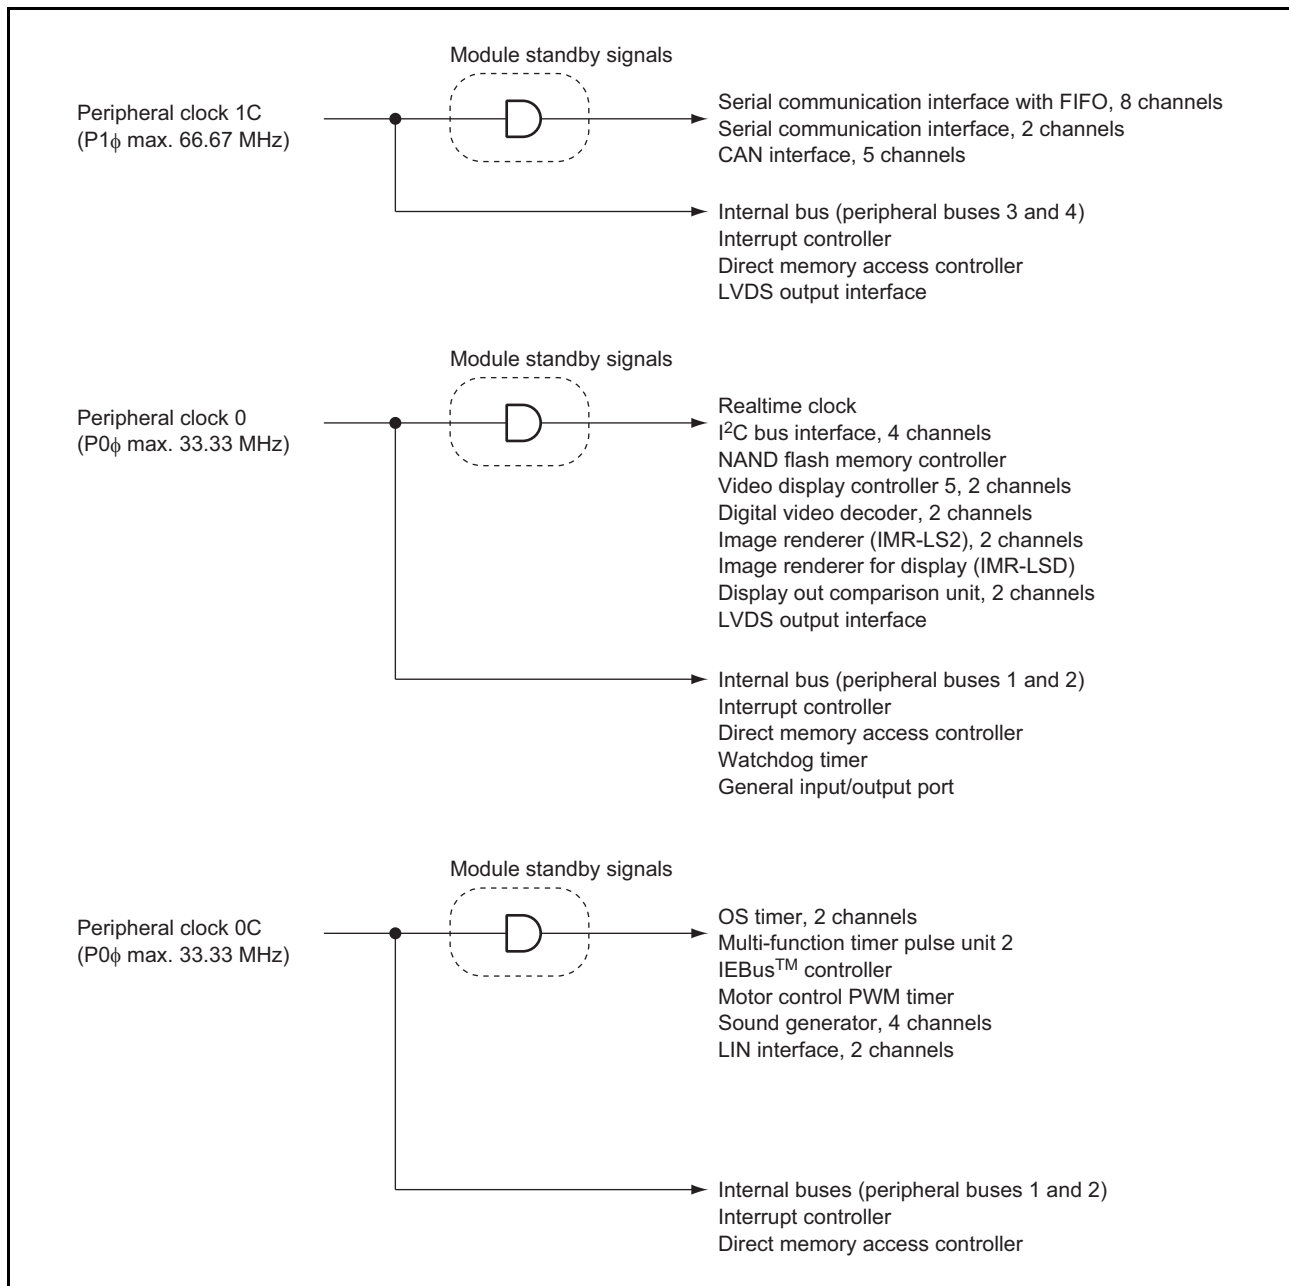 Module standby signals
Peripheral clock 1C
(P1ϕ max. 66.67 MHz)
Serial communication interface with FIFO, 8 channels
Serial communication interface, 2 channels
CAN interface, 5 channels
Internal bus (peripheral buses 3 and 4)
Interrupt controller
Direct memory access controller
LVDS output interface
Module standby signals
Peripheral clock 0
(P0ϕ max. 33.33 MHz)
Realtime clock
I²C bus interface, 4 channels
NAND flash memory controller
Video display controller 5, 2 channels
Digital video decoder, 2 channels
Image renderer (IMR-LS2), 2 channels
Image renderer for display (IMR-LSD)
Display out comparison unit, 2 channels
LVDS output interface
Internal bus (peripheral buses 1 and 2)
Interrupt controller
Direct memory access controller
Watchdog timer
General input/output port
Module standby signals
Peripheral clock 0C
(P0ϕ max. 33.33 MHz)
OS timer, 2 channels
Multi-function timer pulse unit 2
IEBus™ controller
Motor control PWM timer
Sound generator, 4 channels
LIN interface, 2 channels
Internal buses (peripheral buses 1 and 2)
Interrupt controller
Direct memory access controller